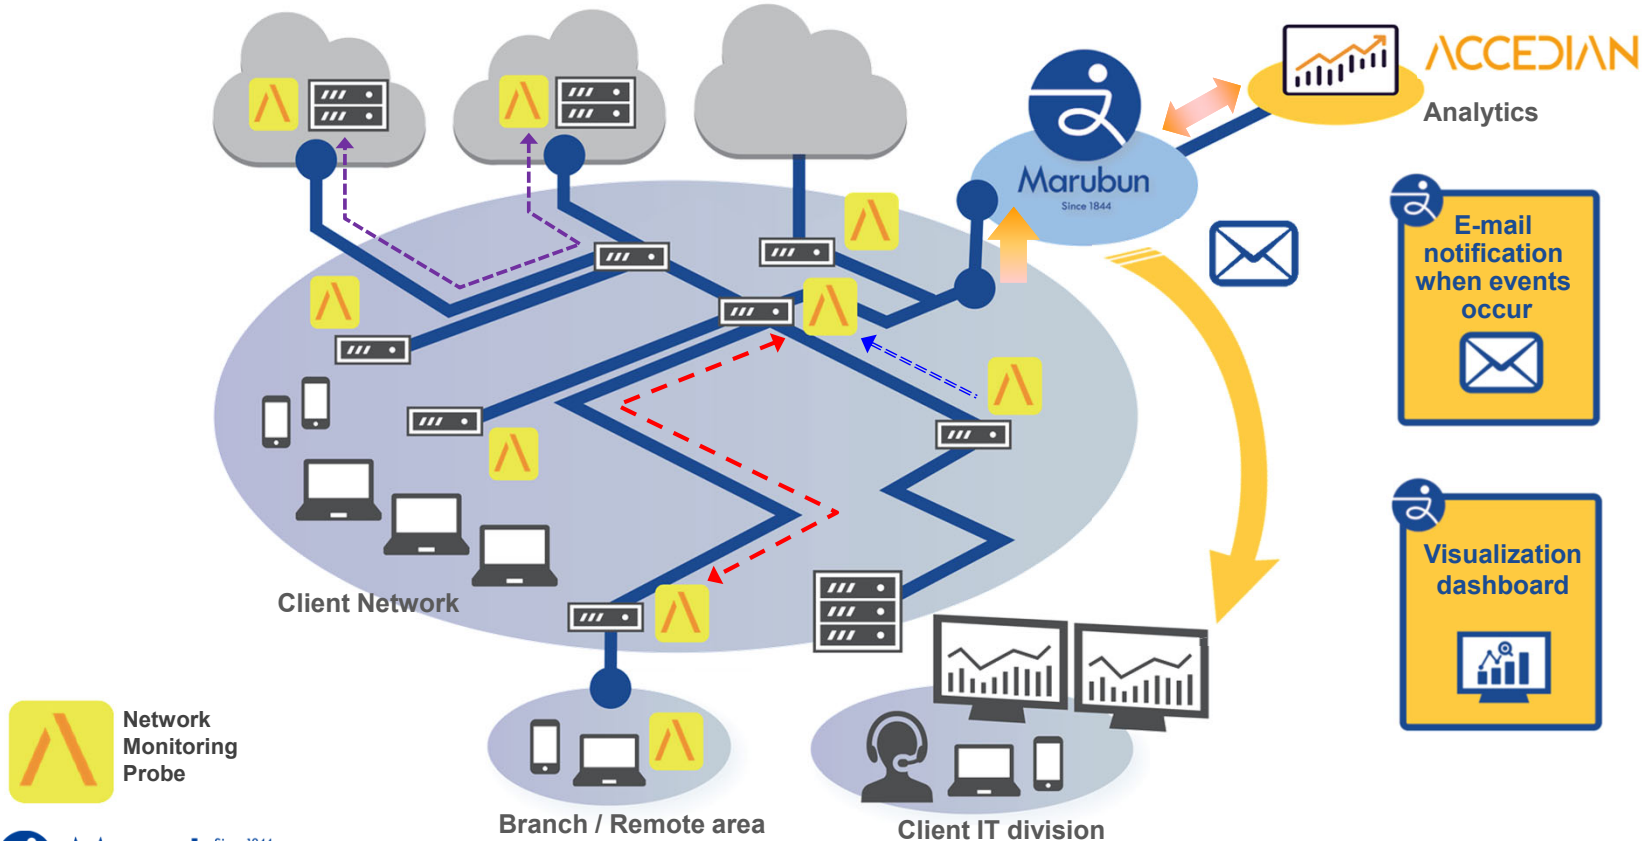 ACCEDIAN
Analytics
Marubun
Since 1844
E-mail
notification
when events
occur
Visualization
dashboard
Client Network
Network
Monitoring
Probe
Branch / Remote area
Client IT division